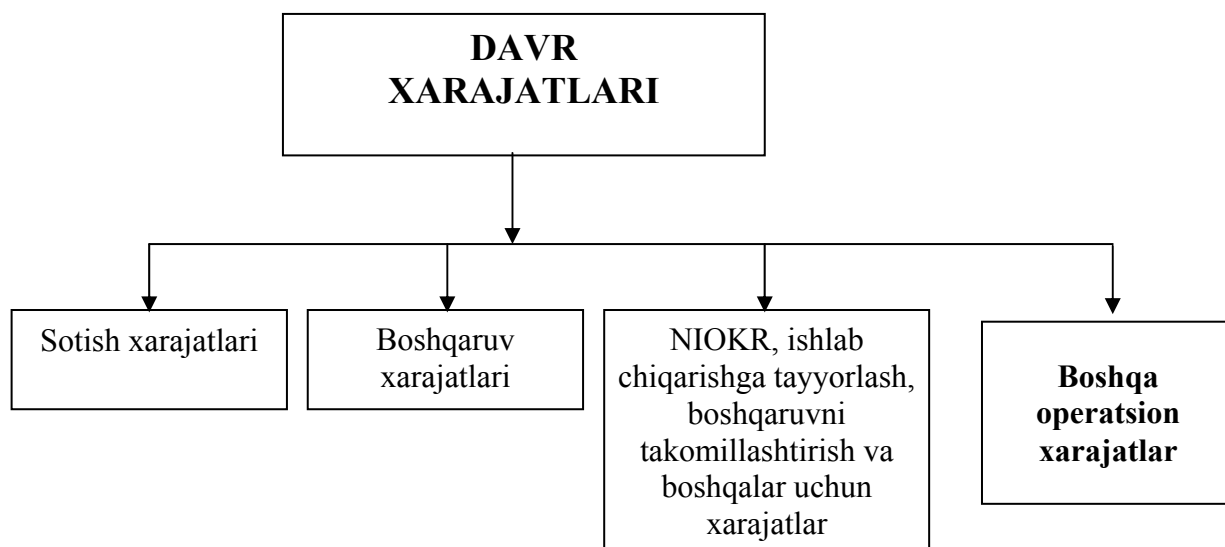 DAVR
XARAJATLARI
Sotish xarajatlari
Boshqaruv
xarajatlari
NIOKR, ishlab
chiqarishga tayyorlash,
boshqaruvni
takomillashtirish va
boshqalar uchun
xarajatlar
Boshqa
operatsion
xarajatlar